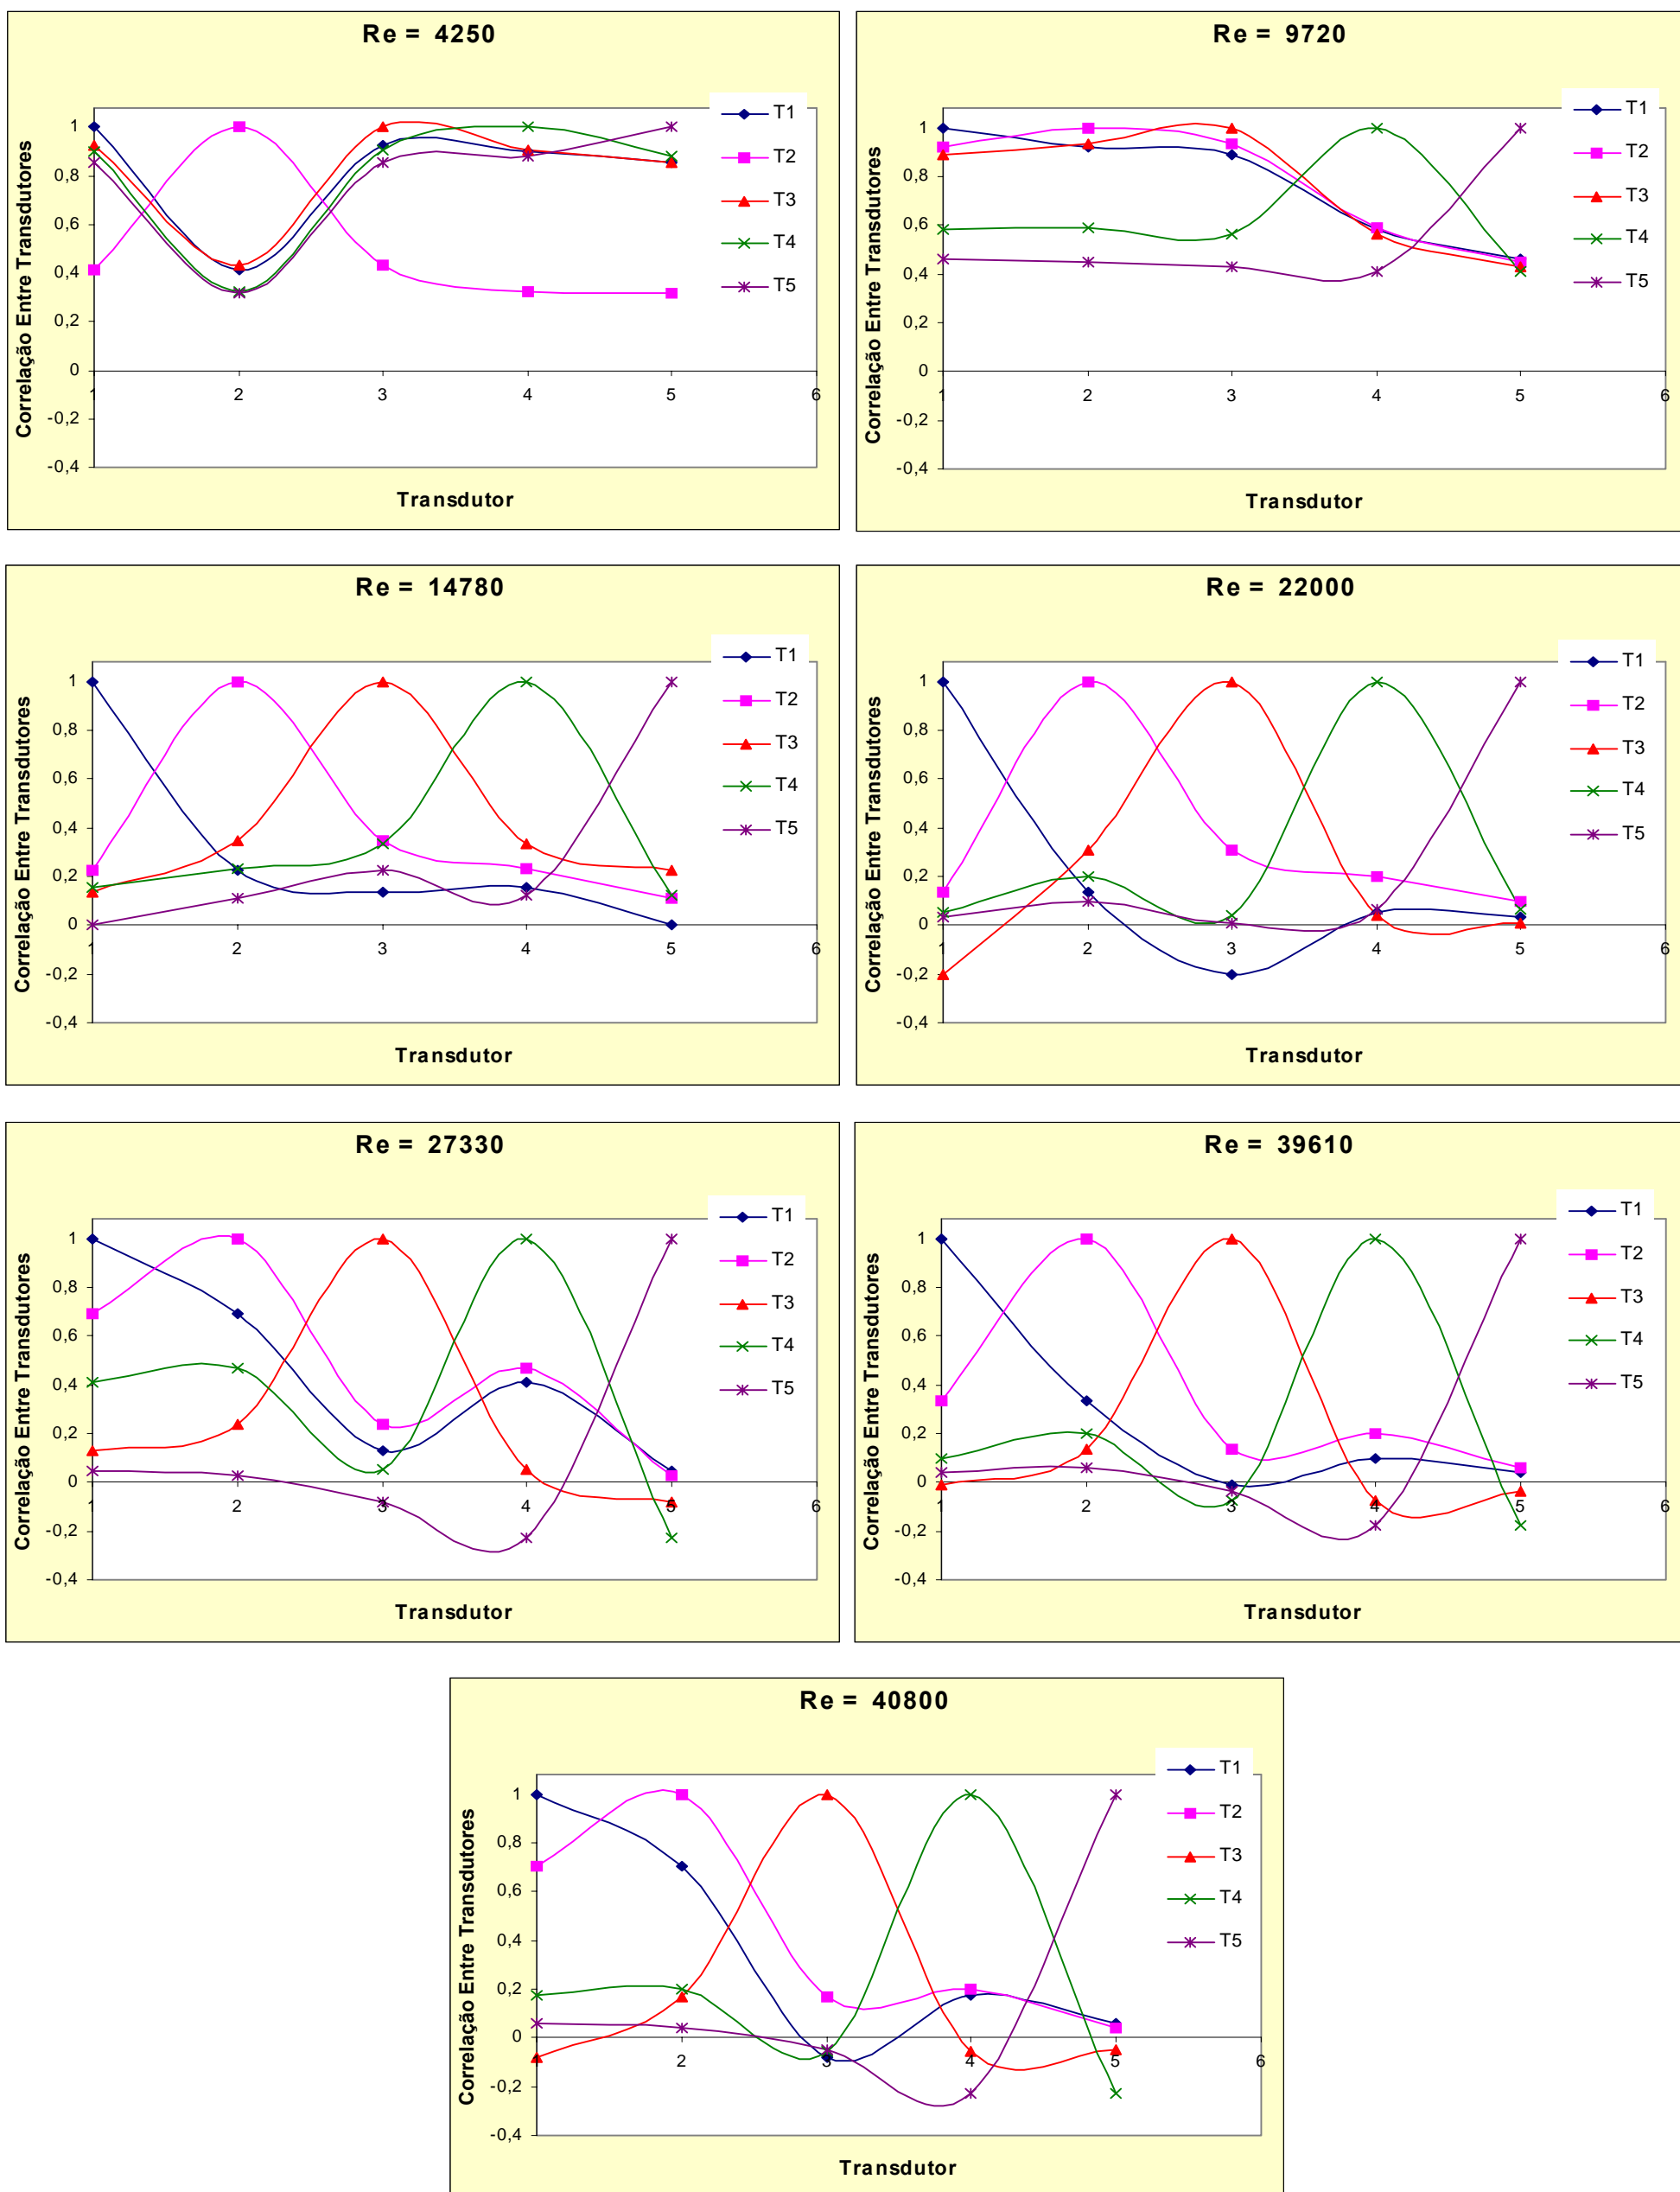 Re = 4250
Correlação Entre Transdutores
1
0,8
0,6
0,4
0,2
0
-0,2
-0,4
1
2
3
4
5
6
Transdutor
T1
T2
T3
T4
T5
Re = 9720
Correlação Entre Transdutores
1
0,8
0,6
0,4
0,2
0
-0,2
-0,4
1
2
3
4
5
6
Transdutor
T1
T2
T3
T4
T5
Re = 14780
Correlação Entre Transdutores
1
0,8
0,6
0,4
0,2
0
-0,2
-0,4
1
2
3
4
5
6
Transdutor
T1
T2
T3
T4
T5
Re = 22000
Correlação Entre Transdutores
1
0,8
0,6
0,4
0,2
0
-0,2
-0,4
1
2
3
4
5
6
Transdutor
T1
T2
T3
T4
T5
Re = 27330
Correlação Entre Transdutores
1
0,8
0,6
0,4
0,2
0
-0,2
-0,4
1
2
3
4
5
6
Transdutor
T1
T2
T3
T4
T5
Re = 39610
Correlação Entre Transdutores
1
0,8
0,6
0,4
0,2
0
-0,2
-0,4
1
2
3
4
5
6
Transdutor
T1
T2
T3
T4
T5
Re = 40800
Correlação Entre Transdutores
1
0,8
0,6
0,4
0,2
0
-0,2
-0,4
2
3
4
5
6
Transdutor
T1
T2
T3
T4
T5